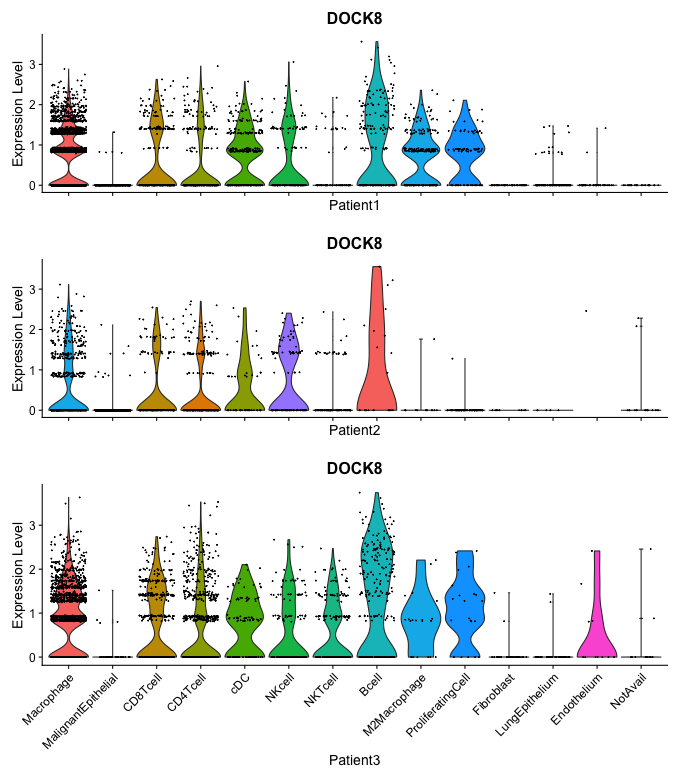 DOCK8
Expression Level
3
2
1
0
Patient1
DOCK8
Expression Level
3
2
1
0
Patient2
DOCK8
Expression Level
3
2
1
0
Macrophage
MalignantEpithelial
CD8Tcell
CD4Tcell
cDC
NKcell
NKTcell
Bcell
M2Macrophage
ProliferatingCell
Fibroblast
LungEpithelium
Endothelium
NotAvail
Patient3